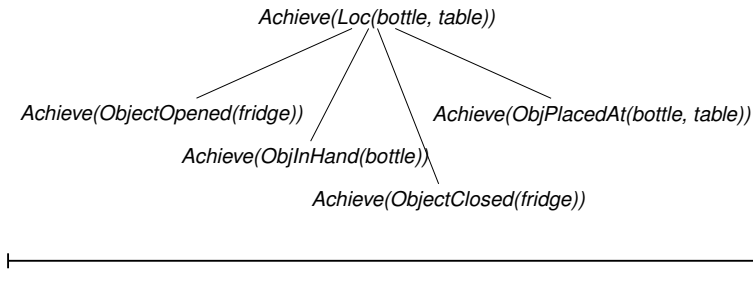 Achieve(Loc(bottle, table))
Achieve(ObjectOpened(fridge))
Achieve(ObjPlacedAt(bottle, table))
Achieve(ObjInHand(bottle))
Achieve(ObjectClosed(fridge))